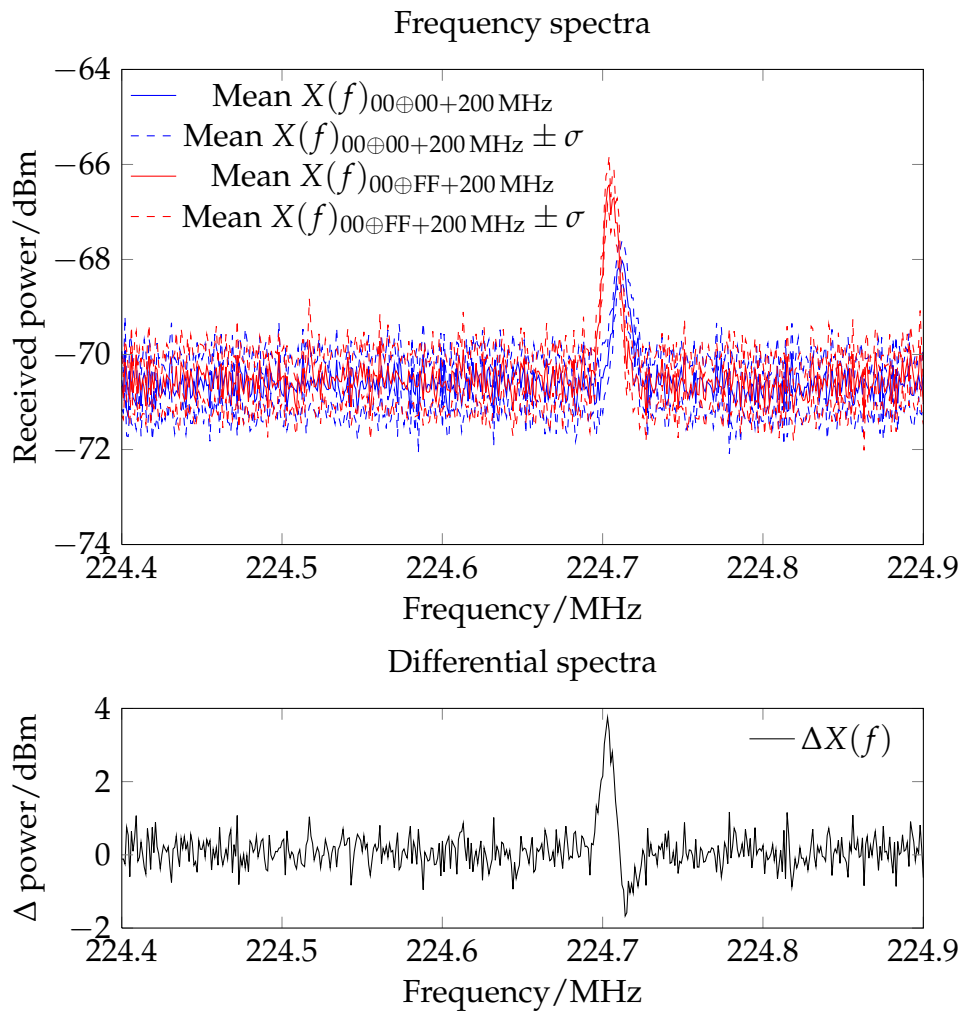 Frequency spectra
−64
−66
−68
−70
−72
−74
Received power/dBm
Mean X(f)₀₀⊕₀₀₊₂₀₀ MHz
Mean X(f)₀₀⊕₀₀₊₂₀₀ MHz ± σ
Mean X(f)₀₀⊕FF₊₂₀₀ MHz
Mean X(f)₀₀⊕FF₊₂₀₀ MHz ± σ
224.4 224.5 224.6 224.7 224.8 224.9
Frequency/MHz
Differential spectra
4
2
0
−2
Δ power/dBm
ΔX(f)
224.4 224.5 224.6 224.7 224.8 224.9
Frequency/MHz